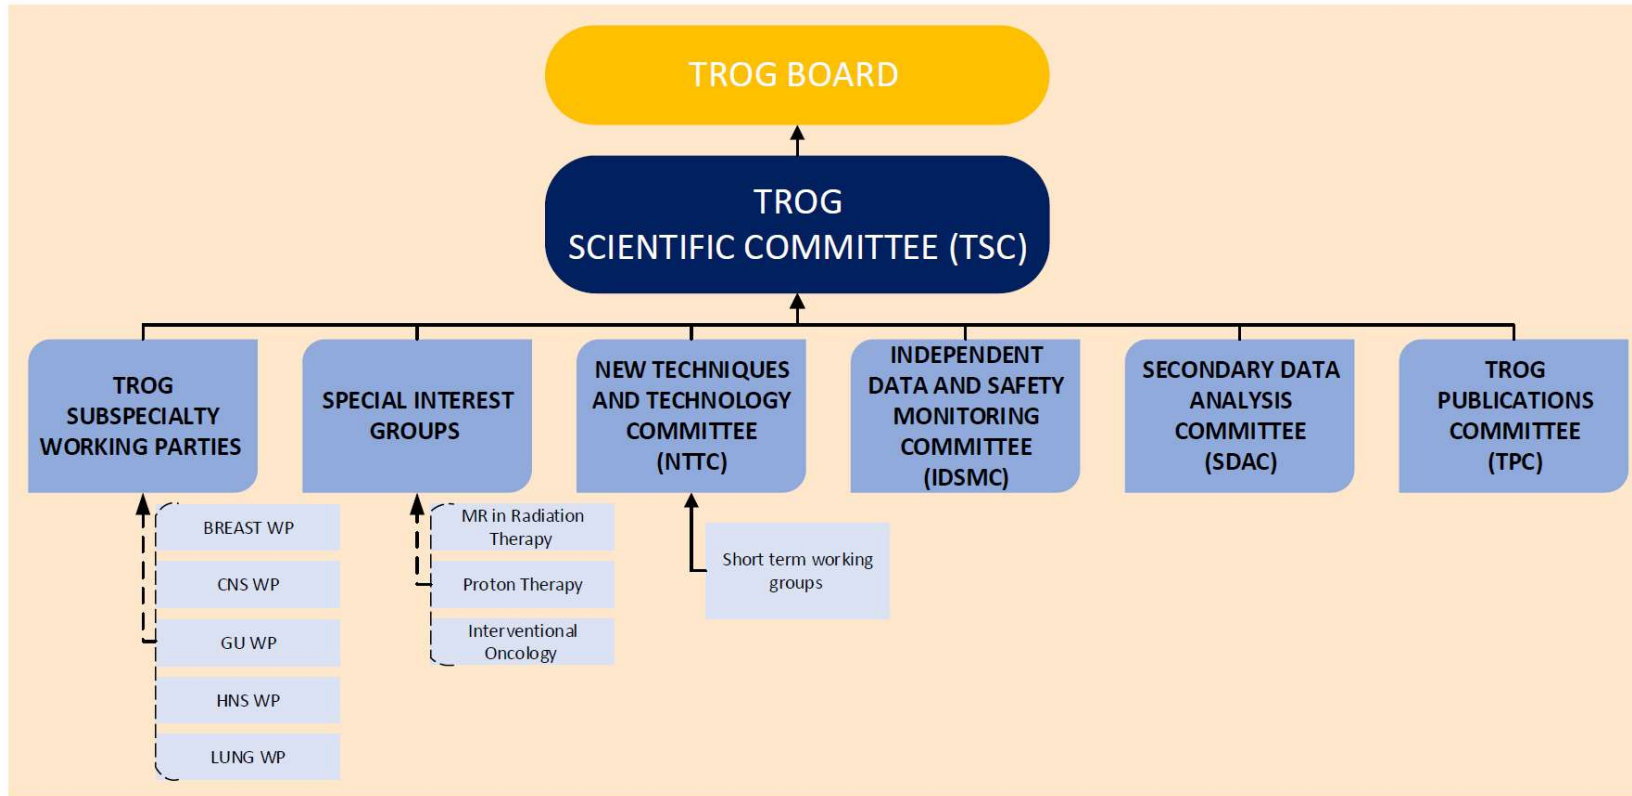 TROG BOARD
TROG
SCIENTIFIC COMMITTEE (TSC)
TROG
SUBSPECIALTY
WORKING PARTIES
SPECIAL INTEREST
GROUPS
NEW TECHNIQUES
AND TECHNOLOGY
COMMITTEE
(NTTC)
INDEPENDENT
DATA AND SAFETY
MONITORING
COMMITTEE
(IDSMC)
SECONDARY DATA
ANALYSIS
COMMITTEE
(SDAC)
TROG
PUBLICATIONS
COMMITTEE
(TPC)
BREAST WP
CNS WP
GU WP
HNS WP
LUNG WP
MR in Radiation
Therapy
Proton Therapy
Interventional
Oncology
Short term working
groups